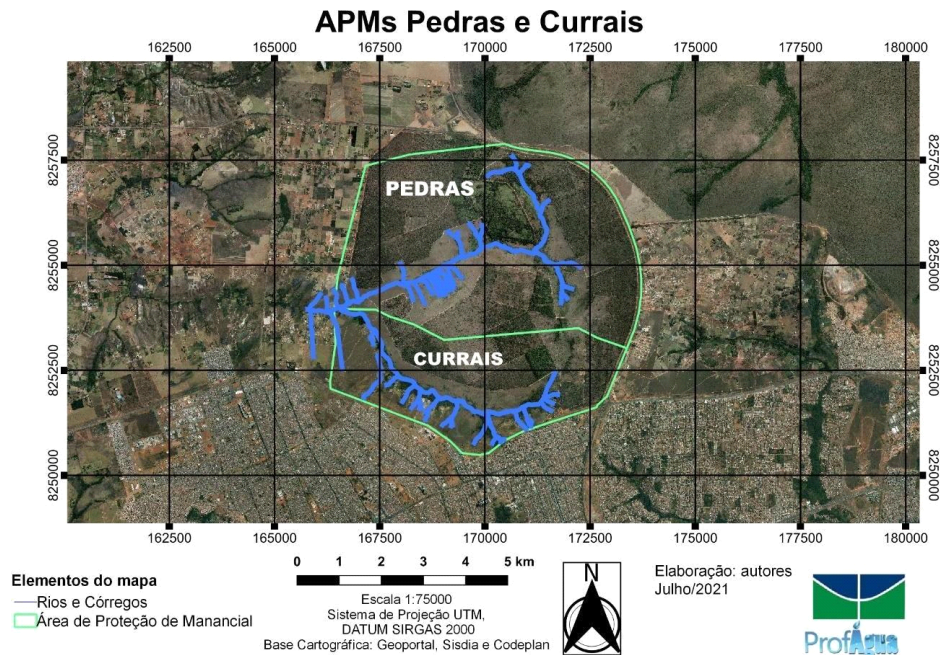 APMs Pedras e Currais
162500 165000 167500 170000 172500 175000 177500 180000
8257500 8257500
PEDRAS
8255000 8255000
CURRAIS
8252500 8252500
8250000 8250000
162500 165000 167500 170000 172500 175000 177500 180000
0 1 2 3 4 5 km
Elementos do mapa
Rios e Córregos
Área de Proteção de Manancial
Escala 1:75000
Sistema de Projeção UTM,
DATUM SIRGAS 2000
Base Cartográfica: Geoportal, Sisdia e Codeplan
N
Elaboração: autores
Julho/2021
ProfÁgua